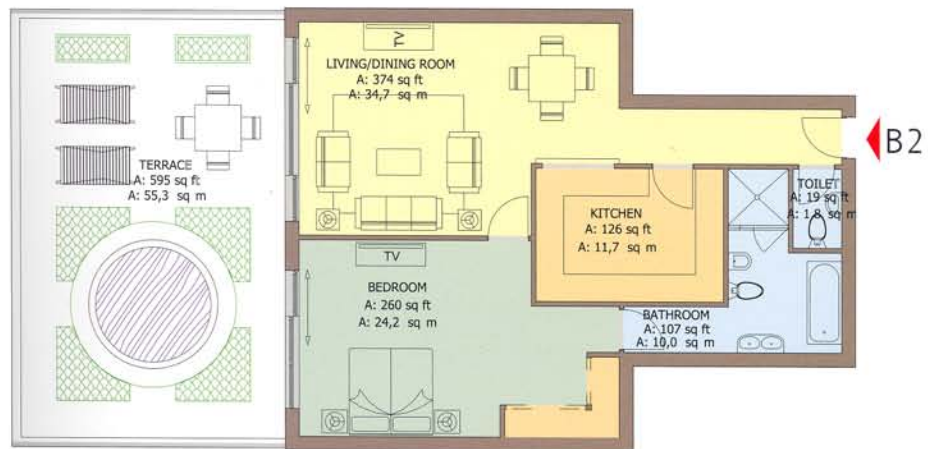 TV
LIVING/DINING ROOM
A: 374 sq ft
A: 34,7 sq m
B2
TERRACE
A: 595 sq ft
A: 55,3 sq m
TOILET
A: 19 sq ft
A: 1,8 sq m
KITCHEN
A: 126 sq ft
A: 11,7 sq m
TV
BEDROOM
A: 260 sq ft
A: 24,2 sq m
BATHROOM
A: 107 sq ft
A: 10,0 sq m